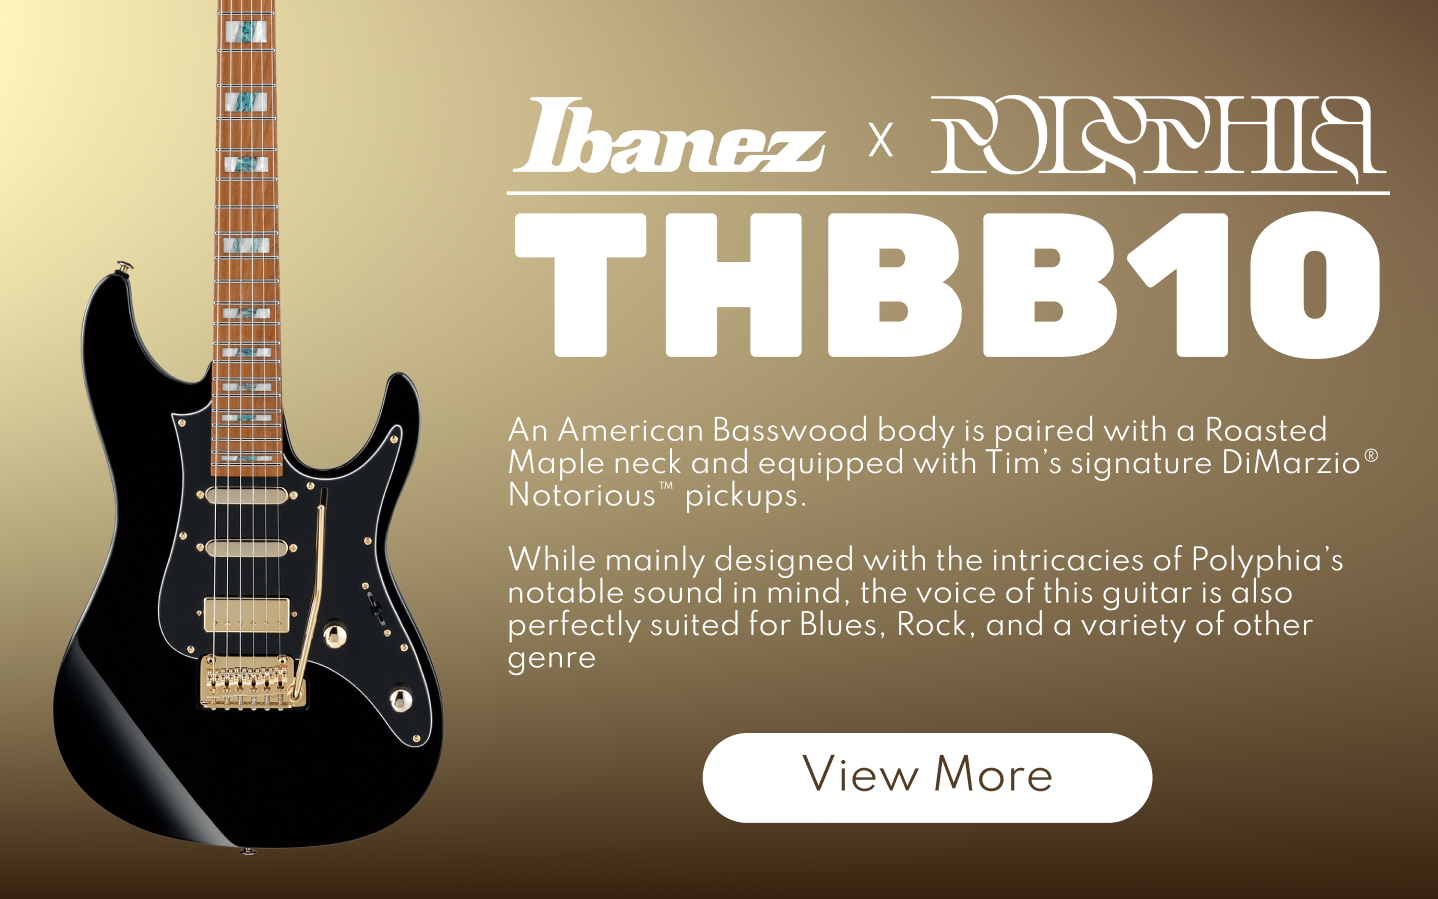 Ibanez X POLYPHIA
THBB10
An American Basswood body is paired with a Roasted
Maple neck and equipped with Tim's signature DiMarzio®
Notorious™ pickups.
While mainly designed with the intricacies of Polyphia's
notable sound in mind, the voice of this guitar is also
perfectly suited for Blues, Rock, and a variety of other
genre
View More